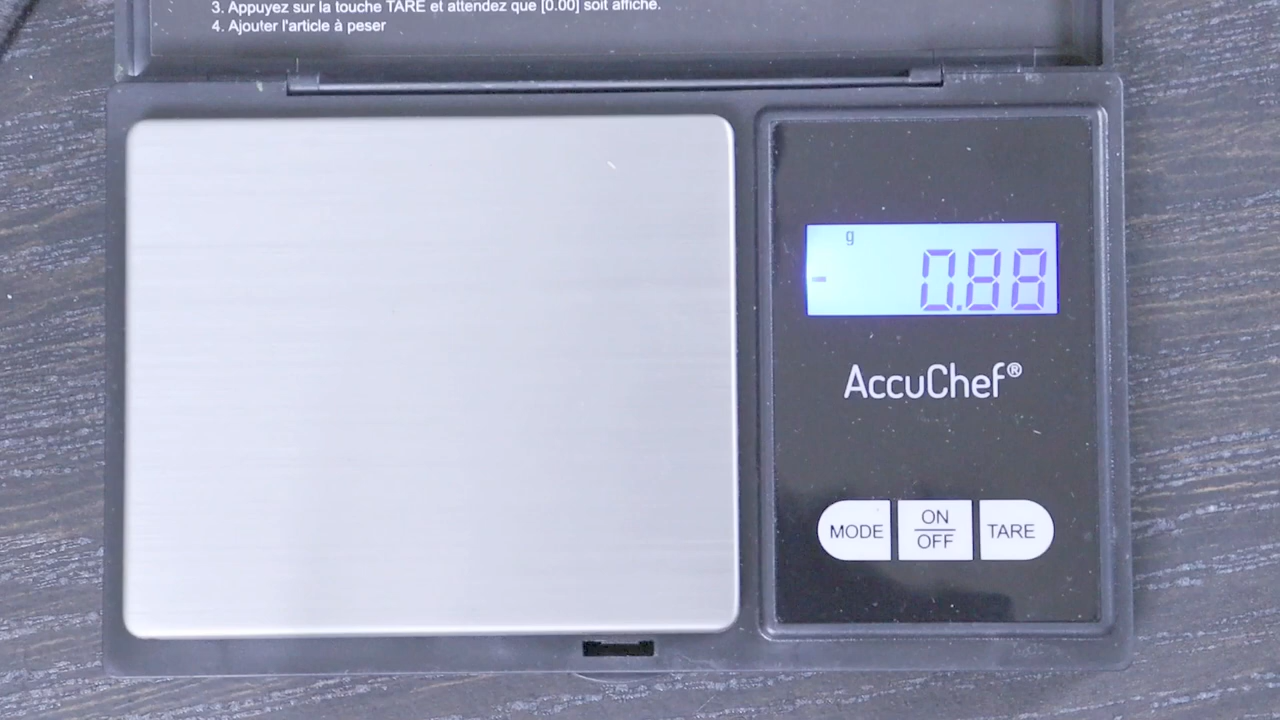 3. Appuyez sur la touche TARE et attendez que [0.00] soit affiché.
4. Ajouter l'article à peser
g
- 0.88
AccuChef®
MODE
ON
OFF
TARE